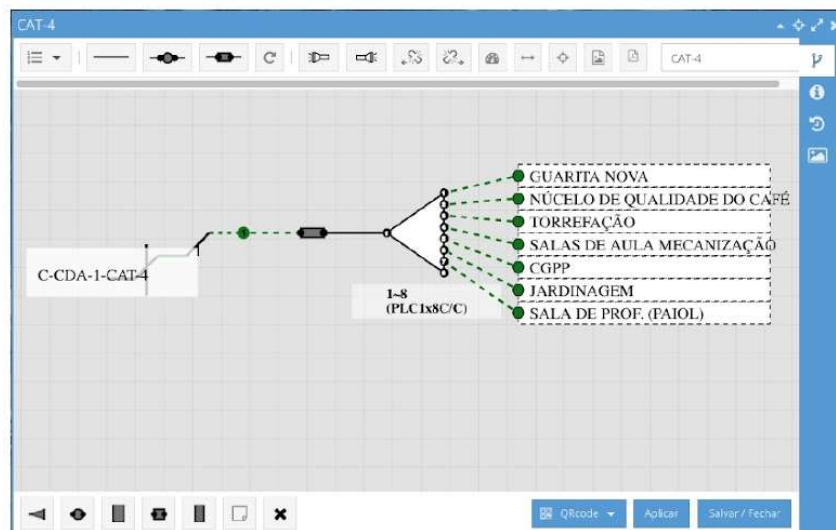 CAT-4
CAT-4
GUARITA NOVA
NÚCELO DE QUALIDADE DO CAFÉ
TORREFAÇÃO
SALAS DE AULA MECANIZAÇÃO
CGPP
JARDINAGEM
SALA DE PROF. (PAIOL)
1
C-CDA-1-CAT-4
1~8
(PLC1x8C/C)
QRcode
Aplicar
Salvar / Fechar